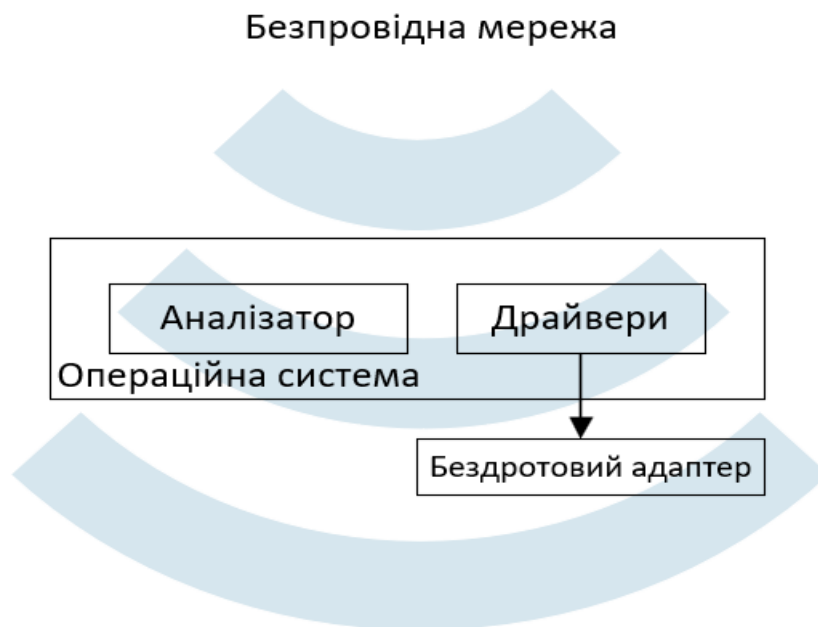 Безпровідна мережа
Аналізатор
Драйвери
Операційна система
Бездротовий адаптер